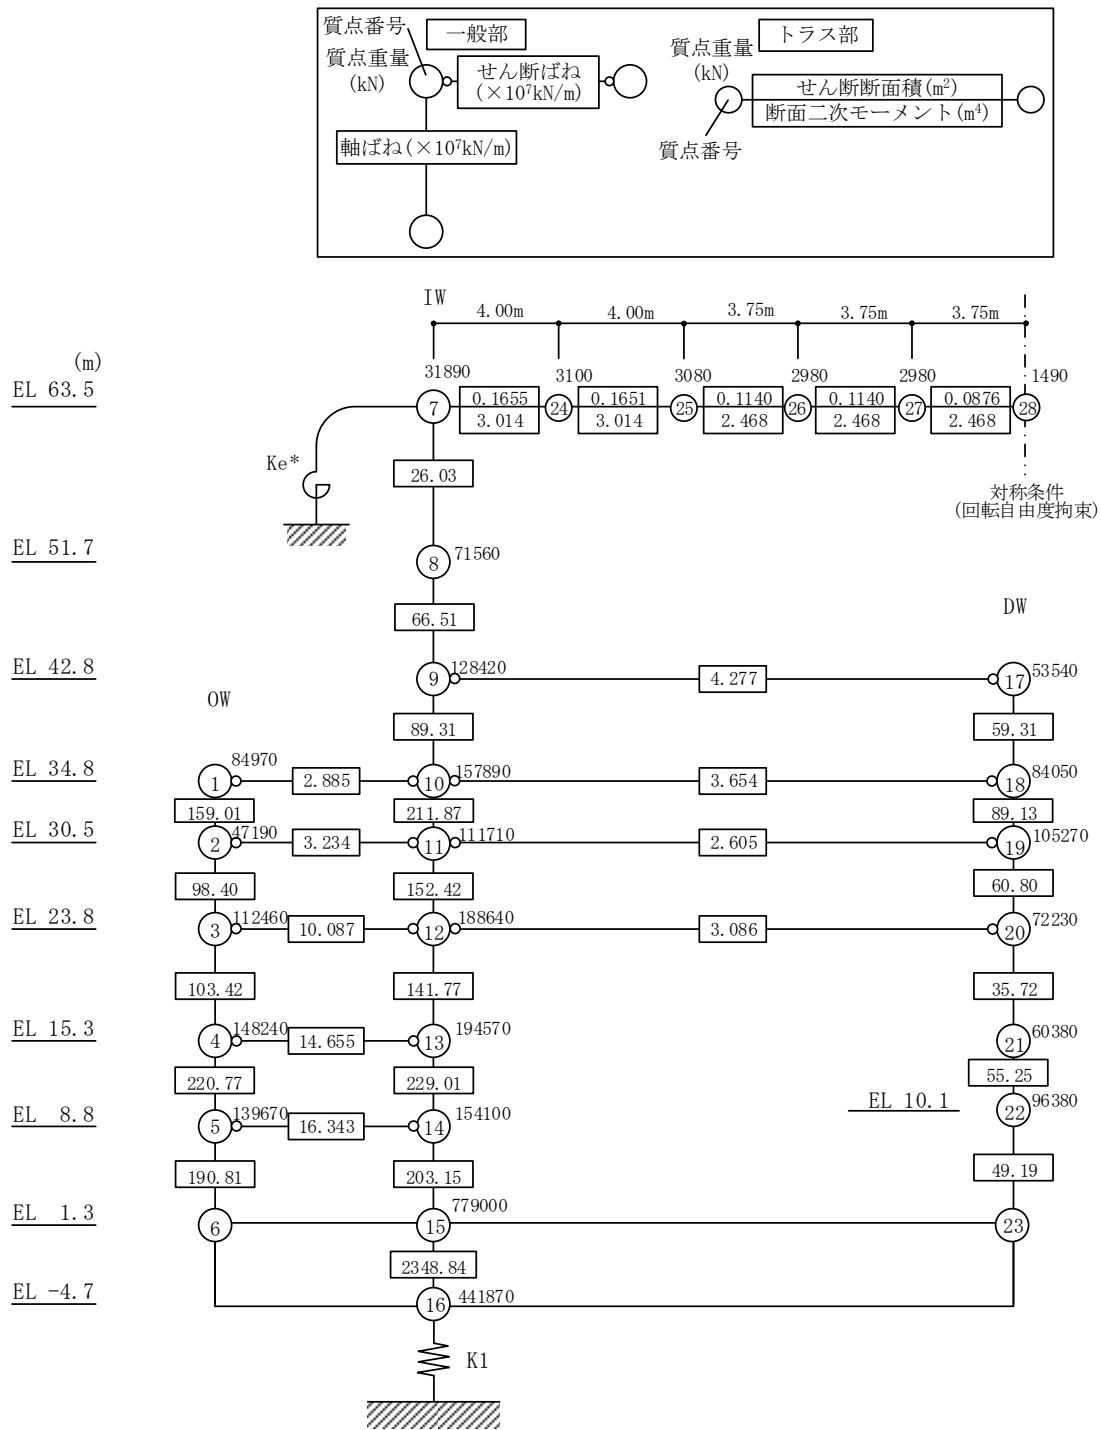 質点番号
一般部
質点重量
(kN)
せん断ばね
(×10⁷kN/m)
軸ばね(×10⁷kN/m)
トラス部
質点重量
(kN)
せん断断面積(m²)
断面二次モーメント(m⁴)
質点番号
IW
4.00m 4.00m 3.75m 3.75m 3.75m
(m)
31890 3100 3080 2980 2980 1490
EL 63.5
7 0.1655 24 0.1651 25 0.1140 26 0.1140 27 0.0876 28
3.014 3.014 2.468 2.468 2.468
Ke*
26.03
対称条件
(回転自由度拘束)
EL 51.7
8 71560
66.51
DW
EL 42.8
9 128420 4.277 17 53540
OW
89.31 59.31
EL 34.8
1 84970 2.885 10 157890 3.654 18 84050
159.01 211.87 89.13
EL 30.5
2 47190 3.234 11 111710 2.605 19 105270
98.40 152.42 60.80
EL 23.8
3 112460 10.087 12 188640 3.086 20 72230
103.42 141.77 35.72
EL 15.3
4 148240 14.655 13 194570 21 60380
220.77 229.01 55.25
EL 8.8
5 139670 16.343 14 154100
EL 10.1
22 96380
190.81 203.15 49.19
EL 1.3
6 15 779000 23
2348.84
EL -4.7
16 441870
K1